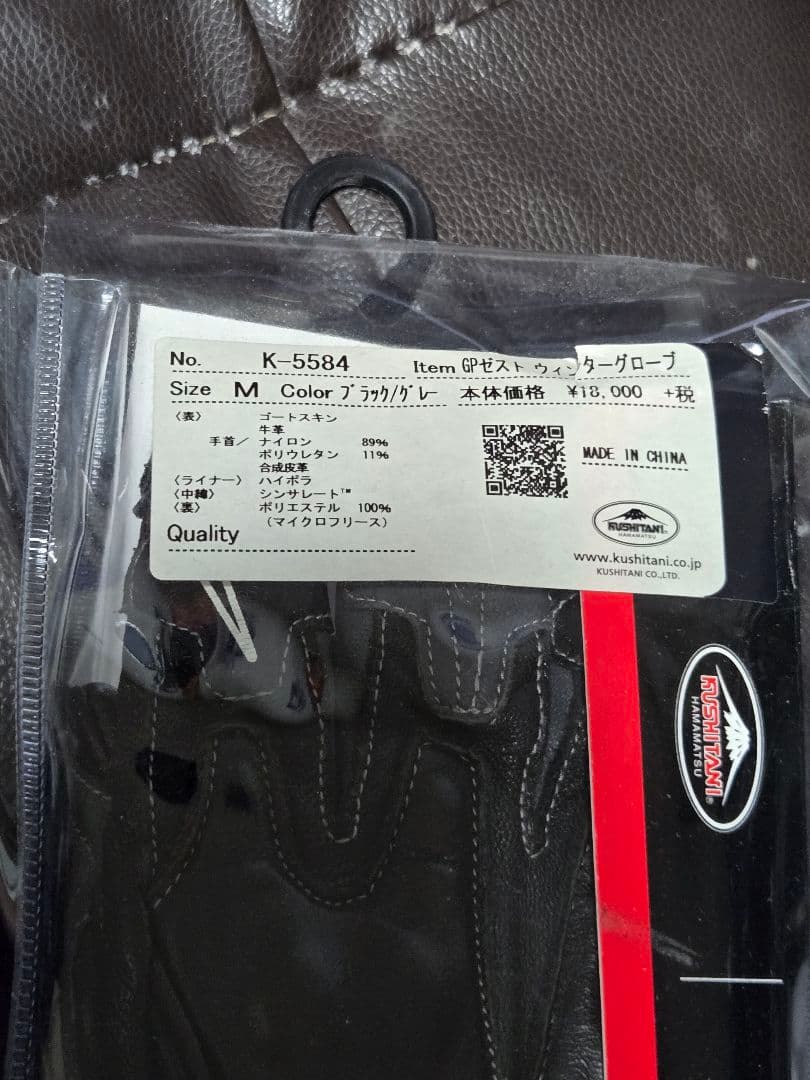 No. K-5584 Item GPゼスト ウィンターグローブ
Size M Color ブラック/グレー 本体価格 ¥18,000 +税
〈表〉 ゴートスキン
牛革
手首/ ナイロン 89%
ポリウレタン 11%
合成皮革
〈ライナー〉 ハイポラ
〈中綿〉 シンサレート™
〈裏〉 ポリエステル 100%
(マイクロフリース)
Quality
MADE IN CHINA
KUSHITANI
HAMAMATSU
www.kushitani.co.jp
KUSHITANI CO.,LTD.
KUSHITANI®
HAMAMATSU